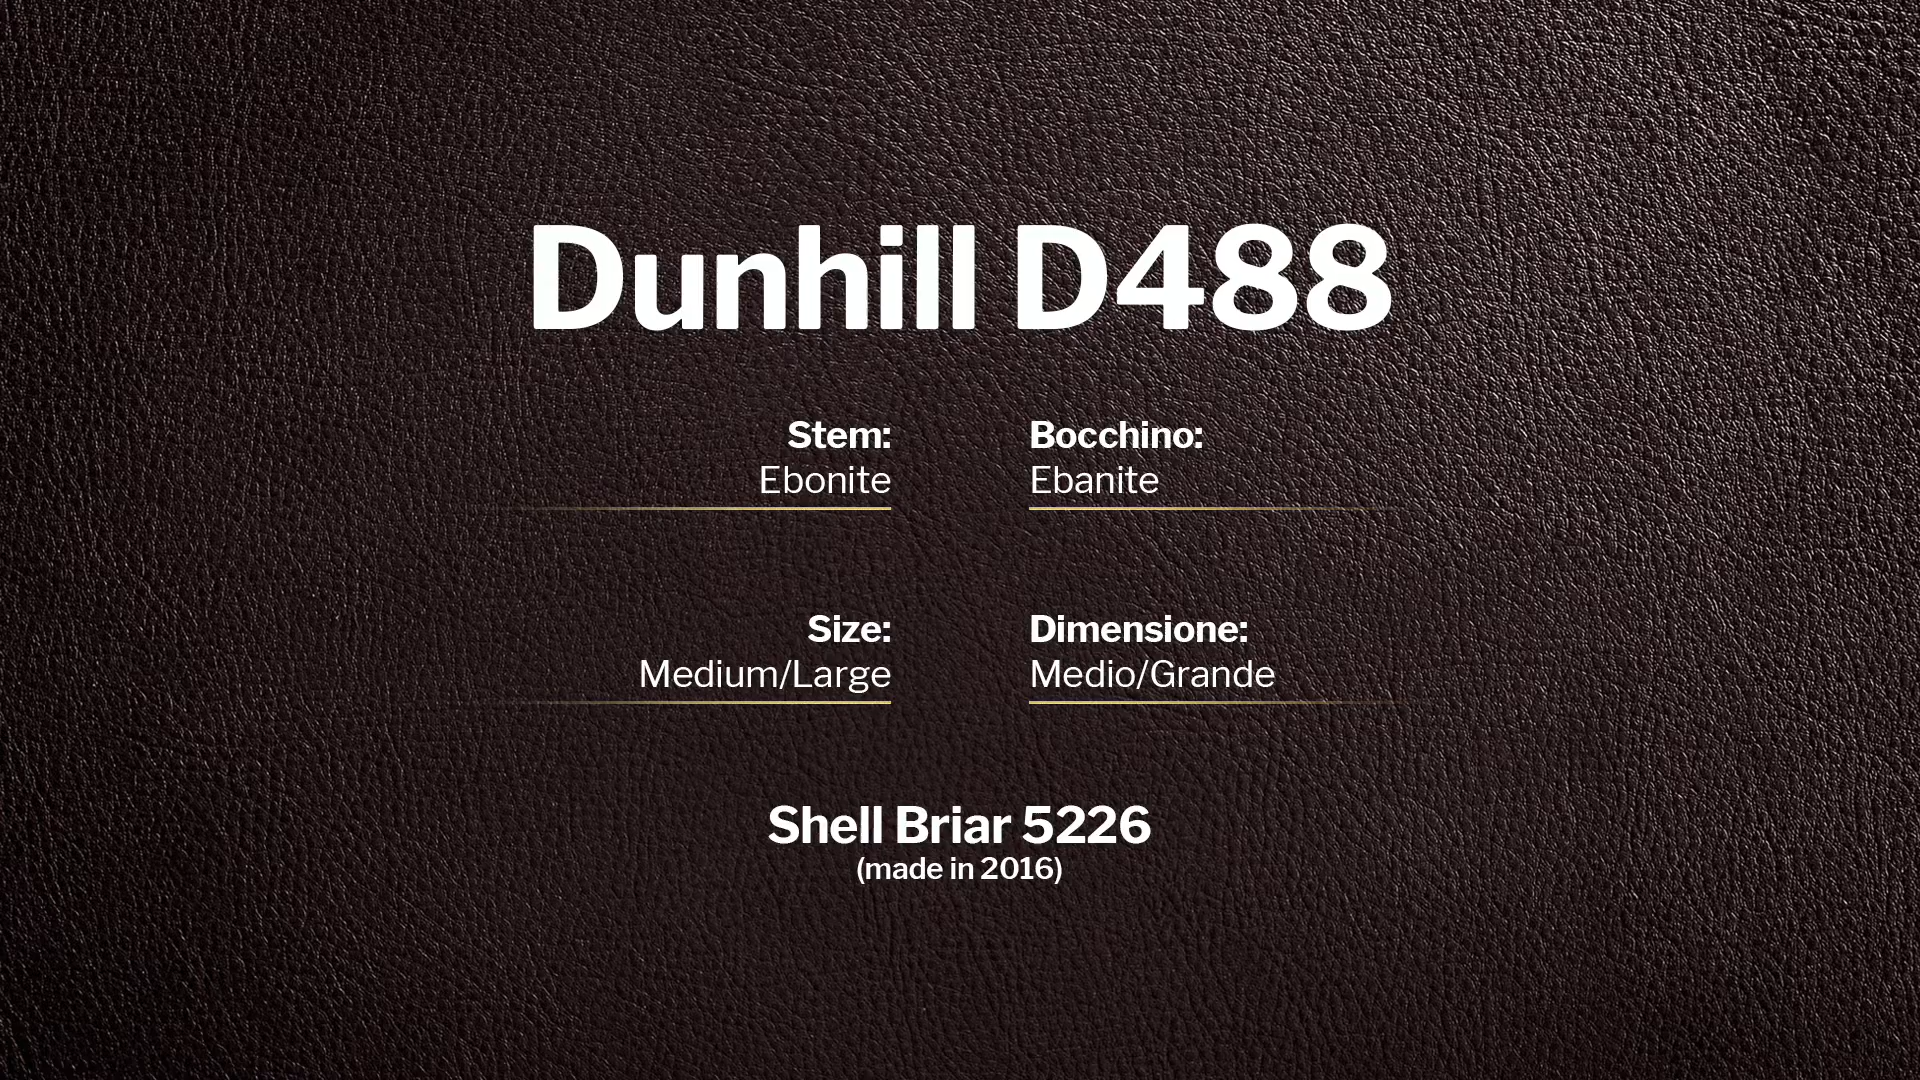 Dunhill D488
Stem:
Ebonite
Bocchino:
Ebanite
Size:
Medium/Large
Dimensione:
Medio/Grande
Shell Briar 5226
(made in 2016)